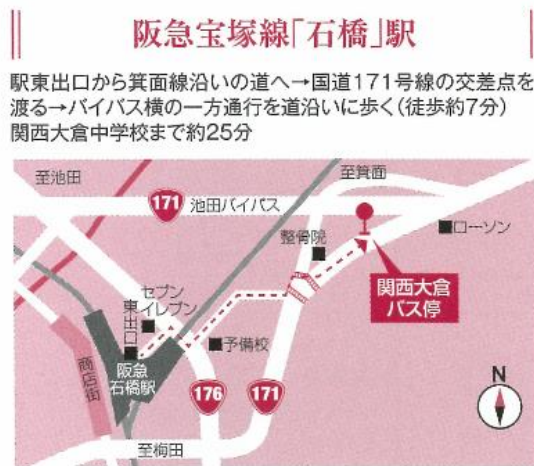 阪急宝塚線「石橋」駅
駅東出口から箕面線沿いの道へ→国道171号線の交差点を
渡る→バイパス横の一方通行を道沿いに歩く(徒歩約7分)
関西大倉中学校まで約25分
至池田
至箕面
171
池田バイパス
ローソン
整骨院
関西大倉
バス停
セブン
イレブン
東出口
予備校
阪急
石橋駅
商店街
176
171
至梅田
N